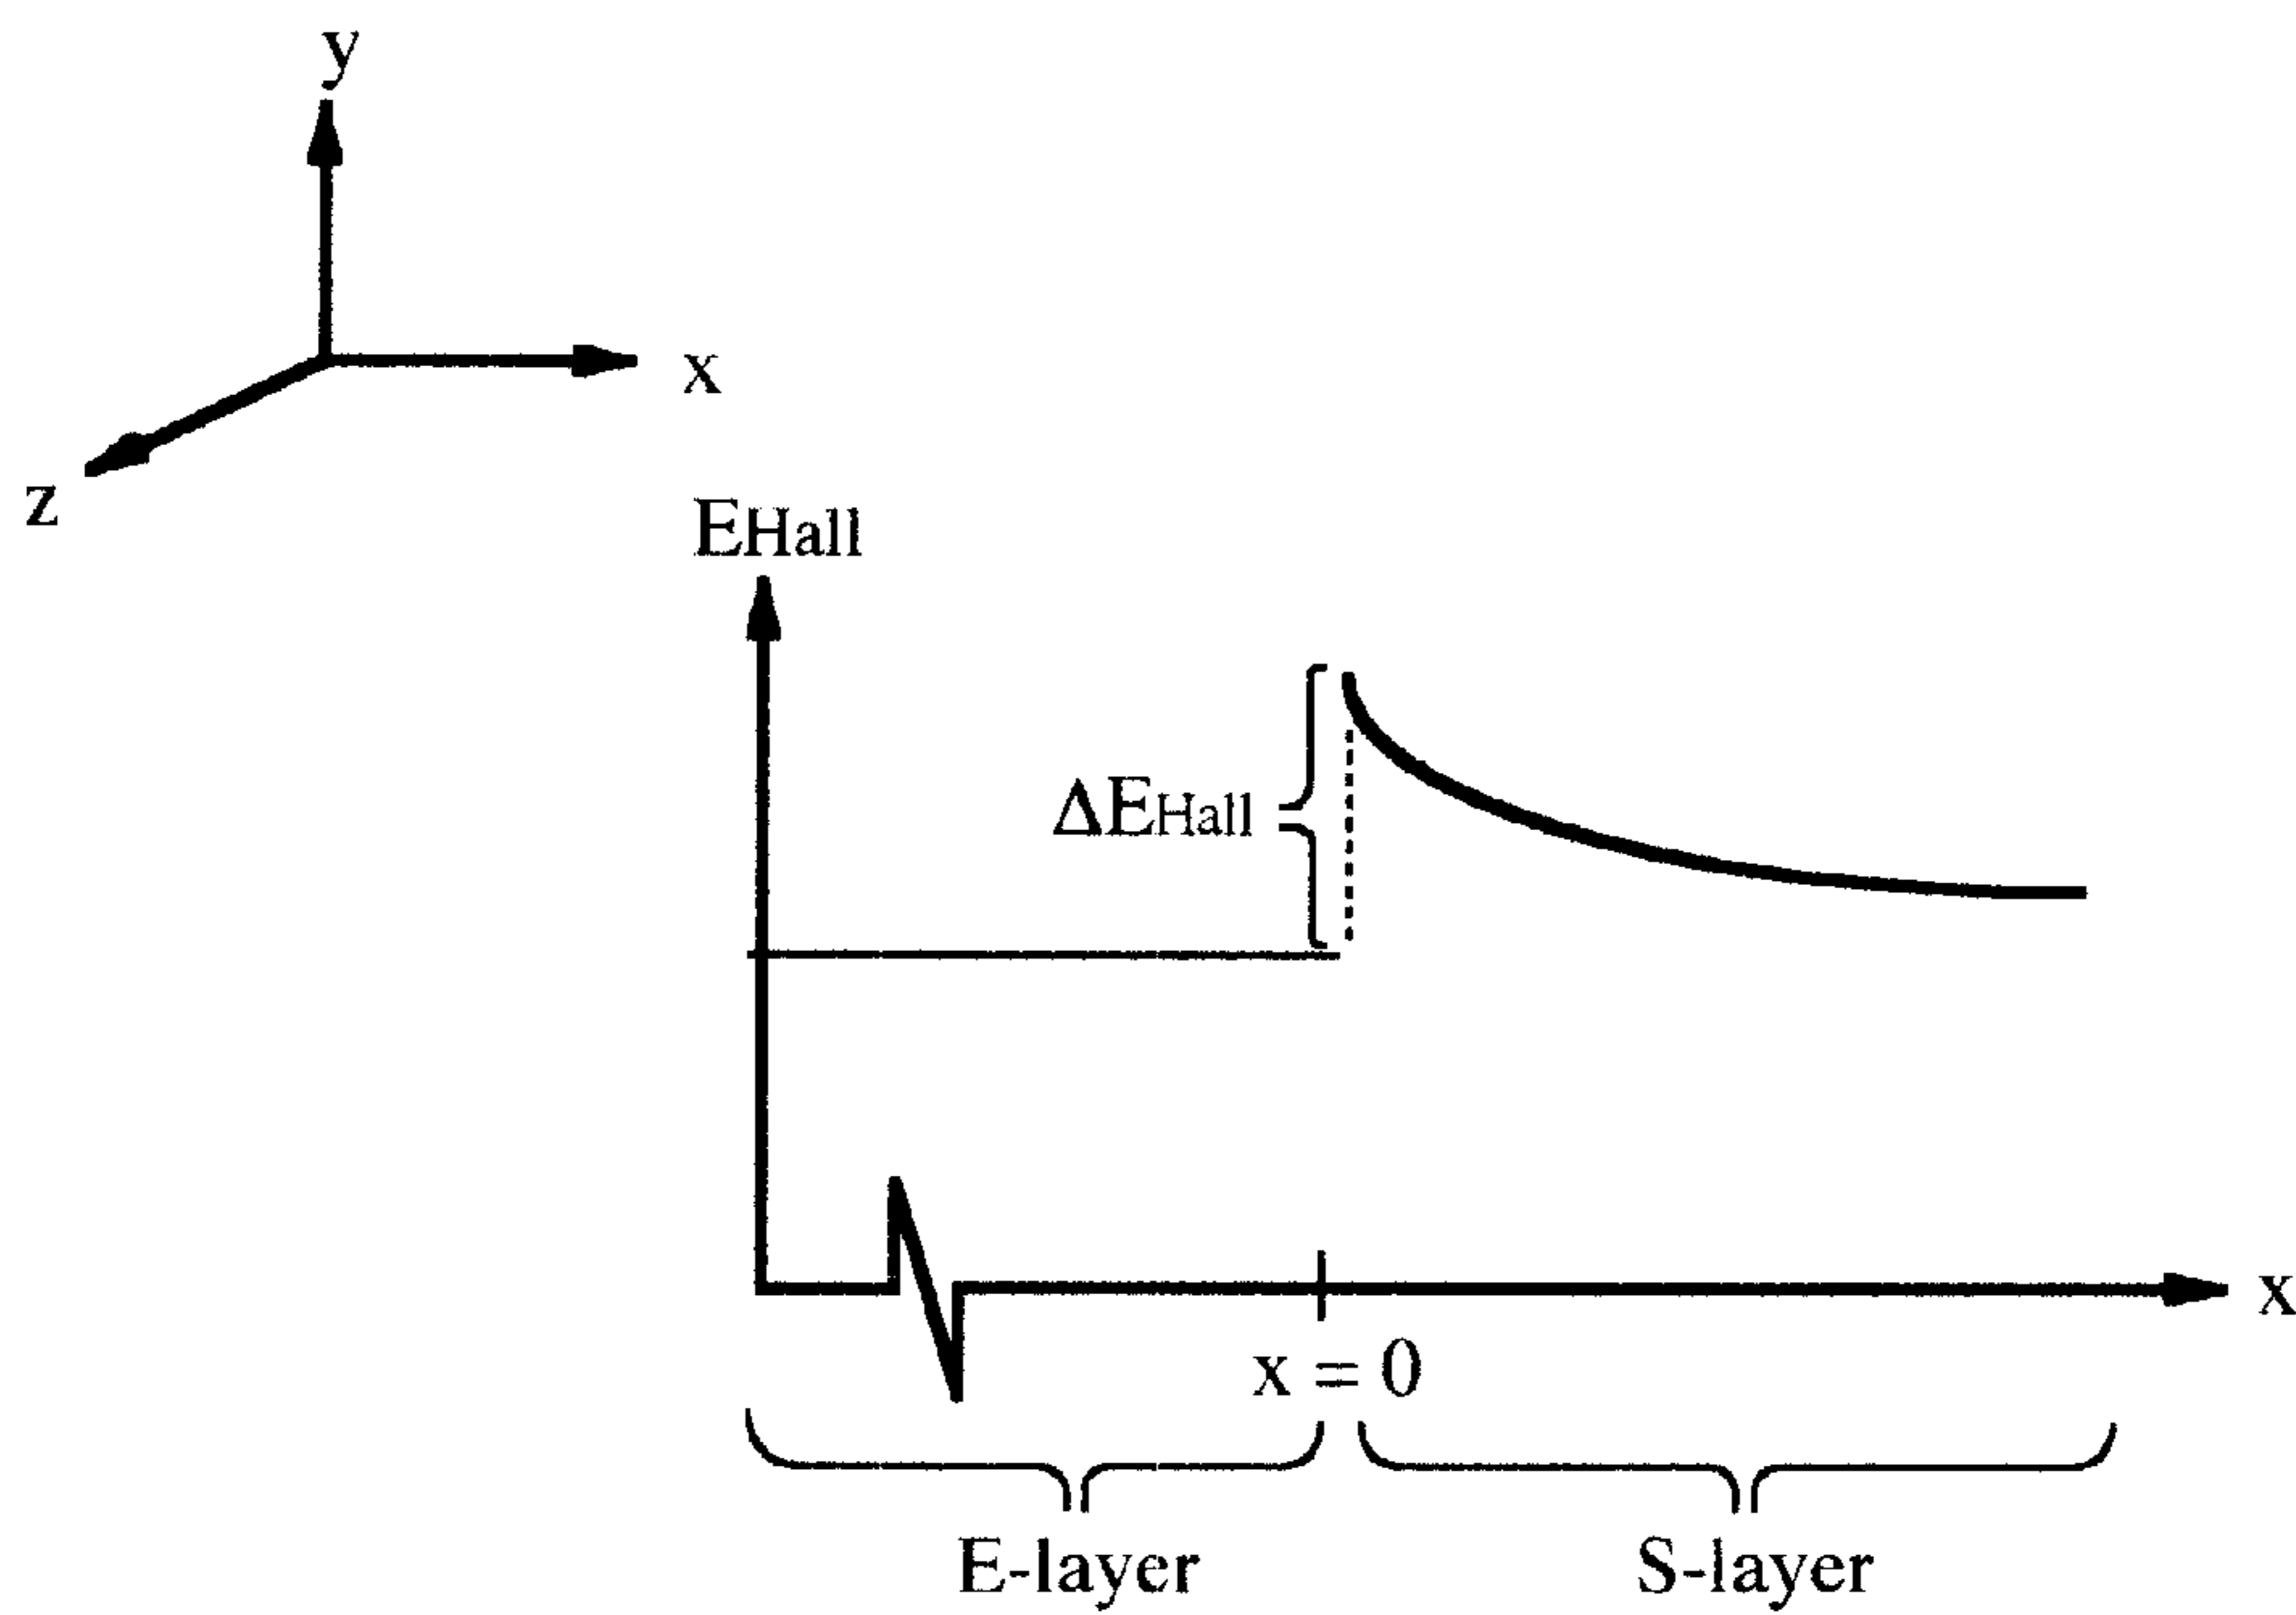 y
x
z
EHall
ΔEHall
x
x = 0
E-layer
S-layer